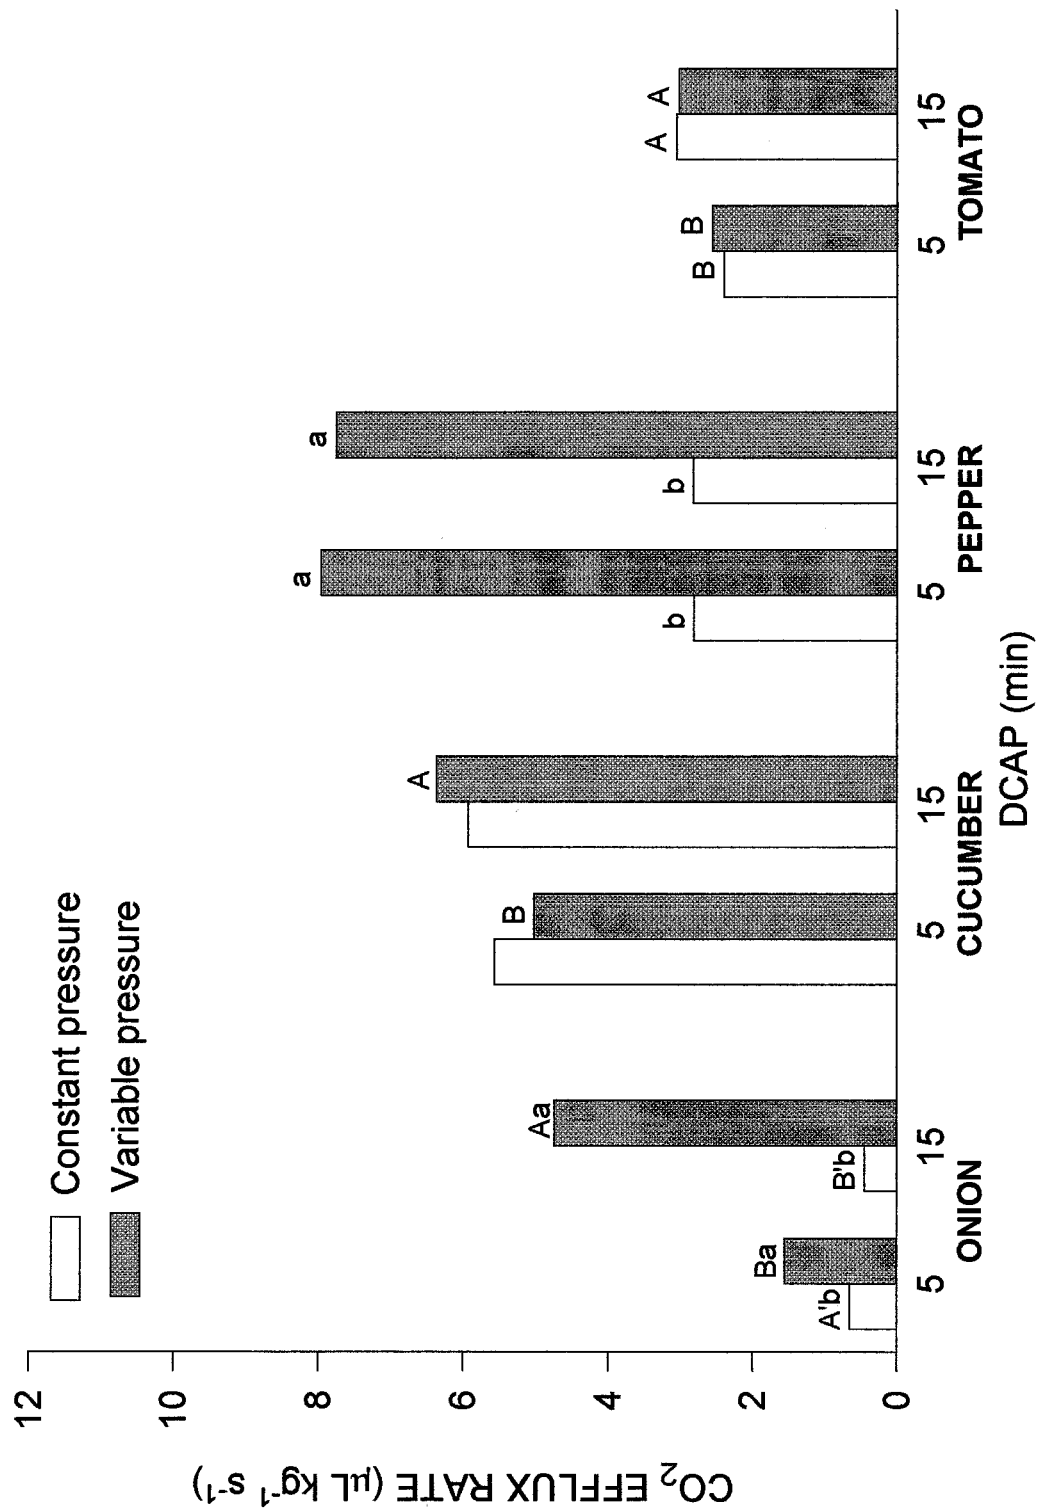 Constant pressure
Variable pressure
CO2 EFFLUX RATE (μL kg-1 s-1)
12
10
8
6
4
2
0
A'b
Ba
B'b
Aa
B
A
b
a
b
a
B
B
A
A
5 15 5 15 5 15 5 15
ONION CUCUMBER PEPPER TOMATO
DCAP (min)